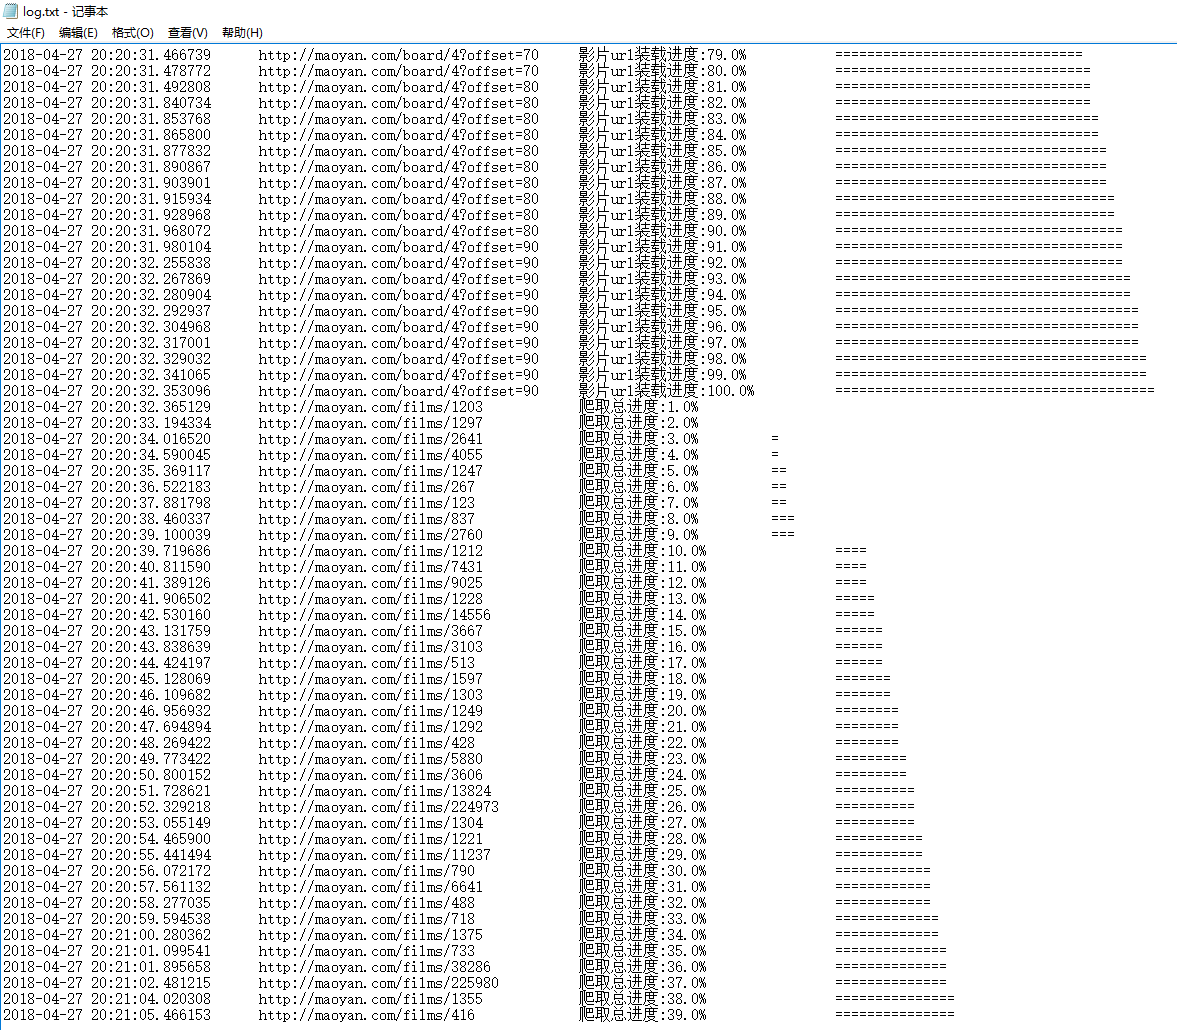 log.txt - 记事本
文件(F) 编辑(E) 格式(O) 查看(V) 帮助(H)
2018-04-27 20:20:31.466739 http://maoyan.com/board/4?offset=70 影片url装载进度:79.0% ===============================
2018-04-27 20:20:31.478772 http://maoyan.com/board/4?offset=70 影片url装载进度:80.0% ================================
2018-04-27 20:20:31.492808 http://maoyan.com/board/4?offset=80 影片url装载进度:81.0% ================================
2018-04-27 20:20:31.840734 http://maoyan.com/board/4?offset=80 影片url装载进度:82.0% ================================
2018-04-27 20:20:31.853768 http://maoyan.com/board/4?offset=80 影片url装载进度:83.0% =================================
2018-04-27 20:20:31.865800 http://maoyan.com/board/4?offset=80 影片url装载进度:84.0% =================================
2018-04-27 20:20:31.877832 http://maoyan.com/board/4?offset=80 影片url装载进度:85.0% ==================================
2018-04-27 20:20:31.890867 http://maoyan.com/board/4?offset=80 影片url装载进度:86.0% ==================================
2018-04-27 20:20:31.903901 http://maoyan.com/board/4?offset=80 影片url装载进度:87.0% ==================================
2018-04-27 20:20:31.915934 http://maoyan.com/board/4?offset=80 影片url装载进度:88.0% ===================================
2018-04-27 20:20:31.928968 http://maoyan.com/board/4?offset=80 影片url装载进度:89.0% ===================================
2018-04-27 20:20:31.968072 http://maoyan.com/board/4?offset=80 影片url装载进度:90.0% ====================================
2018-04-27 20:20:31.980104 http://maoyan.com/board/4?offset=90 影片url装载进度:91.0% ====================================
2018-04-27 20:20:32.255838 http://maoyan.com/board/4?offset=90 影片url装载进度:92.0% ====================================
2018-04-27 20:20:32.267869 http://maoyan.com/board/4?offset=90 影片url装载进度:93.0% =====================================
2018-04-27 20:20:32.280904 http://maoyan.com/board/4?offset=90 影片url装载进度:94.0% =====================================
2018-04-27 20:20:32.292937 http://maoyan.com/board/4?offset=90 影片url装载进度:95.0% ======================================
2018-04-27 20:20:32.304968 http://maoyan.com/board/4?offset=90 影片url装载进度:96.0% ======================================
2018-04-27 20:20:32.317001 http://maoyan.com/board/4?offset=90 影片url装载进度:97.0% ======================================
2018-04-27 20:20:32.329032 http://maoyan.com/board/4?offset=90 影片url装载进度:98.0% =======================================
2018-04-27 20:20:32.341065 http://maoyan.com/board/4?offset=90 影片url装载进度:99.0% =======================================
2018-04-27 20:20:32.353096 http://maoyan.com/board/4?offset=90 影片url装载进度:100.0% ========================================
2018-04-27 20:20:32.365129 http://maoyan.com/films/1203 爬取总进度:1.0%
2018-04-27 20:20:33.194334 http://maoyan.com/films/1297 爬取总进度:2.0%
2018-04-27 20:20:34.016520 http://maoyan.com/films/2641 爬取总进度:3.0% =
2018-04-27 20:20:34.590045 http://maoyan.com/films/4055 爬取总进度:4.0% =
2018-04-27 20:20:35.369117 http://maoyan.com/films/1247 爬取总进度:5.0% ==
2018-04-27 20:20:36.522183 http://maoyan.com/films/267 爬取总进度:6.0% ==
2018-04-27 20:20:37.881798 http://maoyan.com/films/123 爬取总进度:7.0% ==
2018-04-27 20:20:38.460337 http://maoyan.com/films/837 爬取总进度:8.0% ===
2018-04-27 20:20:39.100039 http://maoyan.com/films/2760 爬取总进度:9.0% ===
2018-04-27 20:20:39.719686 http://maoyan.com/films/1212 爬取总进度:10.0% ====
2018-04-27 20:20:40.811590 http://maoyan.com/films/7431 爬取总进度:11.0% ====
2018-04-27 20:20:41.389126 http://maoyan.com/films/9025 爬取总进度:12.0% ====
2018-04-27 20:20:41.906502 http://maoyan.com/films/1228 爬取总进度:13.0% =====
2018-04-27 20:20:42.530160 http://maoyan.com/films/14556 爬取总进度:14.0% =====
2018-04-27 20:20:43.131759 http://maoyan.com/films/3667 爬取总进度:15.0% ======
2018-04-27 20:20:43.838639 http://maoyan.com/films/3103 爬取总进度:16.0% ======
2018-04-27 20:20:44.424197 http://maoyan.com/films/513 爬取总进度:17.0% ======
2018-04-27 20:20:45.128069 http://maoyan.com/films/1597 爬取总进度:18.0% =======
2018-04-27 20:20:46.109682 http://maoyan.com/films/1303 爬取总进度:19.0% =======
2018-04-27 20:20:46.956932 http://maoyan.com/films/1249 爬取总进度:20.0% ========
2018-04-27 20:20:47.694894 http://maoyan.com/films/1292 爬取总进度:21.0% ========
2018-04-27 20:20:48.269422 http://maoyan.com/films/428 爬取总进度:22.0% ========
2018-04-27 20:20:49.773422 http://maoyan.com/films/5880 爬取总进度:23.0% =========
2018-04-27 20:20:50.800152 http://maoyan.com/films/3606 爬取总进度:24.0% =========
2018-04-27 20:20:51.728621 http://maoyan.com/films/13824 爬取总进度:25.0% ==========
2018-04-27 20:20:52.329218 http://maoyan.com/films/224973 爬取总进度:26.0% ==========
2018-04-27 20:20:53.055149 http://maoyan.com/films/1304 爬取总进度:27.0% ==========
2018-04-27 20:20:54.465900 http://maoyan.com/films/1221 爬取总进度:28.0% ===========
2018-04-27 20:20:55.441494 http://maoyan.com/films/11237 爬取总进度:29.0% ===========
2018-04-27 20:20:56.072172 http://maoyan.com/films/790 爬取总进度:30.0% ============
2018-04-27 20:20:57.561132 http://maoyan.com/films/6641 爬取总进度:31.0% ============
2018-04-27 20:20:58.277035 http://maoyan.com/films/488 爬取总进度:32.0% ============
2018-04-27 20:20:59.594538 http://maoyan.com/films/718 爬取总进度:33.0% =============
2018-04-27 20:21:00.280362 http://maoyan.com/films/1375 爬取总进度:34.0% =============
2018-04-27 20:21:01.099541 http://maoyan.com/films/733 爬取总进度:35.0% ==============
2018-04-27 20:21:01.895658 http://maoyan.com/films/38286 爬取总进度:36.0% ==============
2018-04-27 20:21:02.481215 http://maoyan.com/films/225980 爬取总进度:37.0% ==============
2018-04-27 20:21:04.020308 http://maoyan.com/films/1355 爬取总进度:38.0% ===============
2018-04-27 20:21:05.466153 http://maoyan.com/films/416 爬取总进度:39.0% ===============